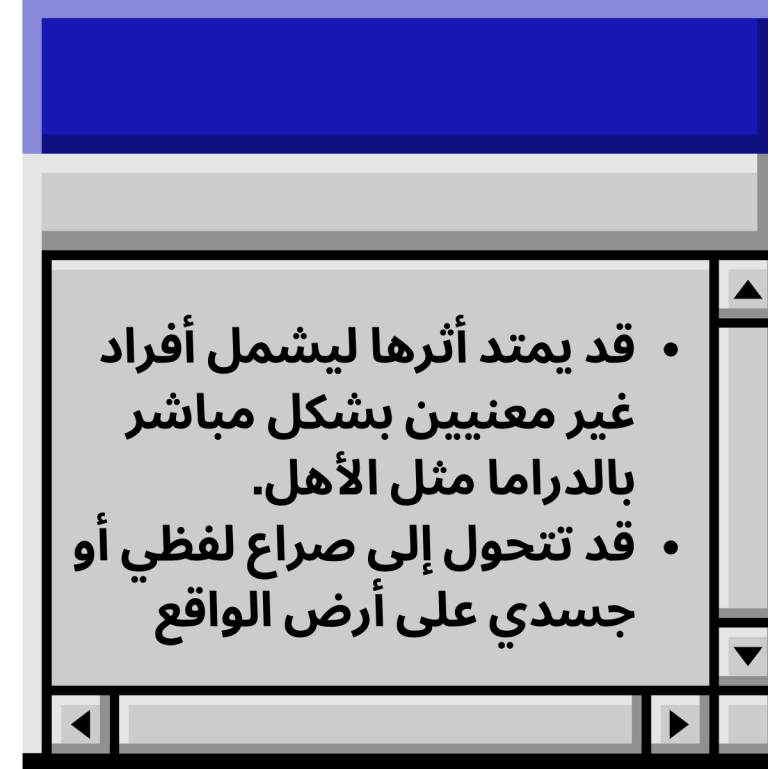 • قد يمتد أثرها ليشمل أفراد
غير معنيين بشكل مباشر
بالدراما مثل الأهل.
• قد تتحول إلى صراع لفظي أو
جسدي على أرض الواقع